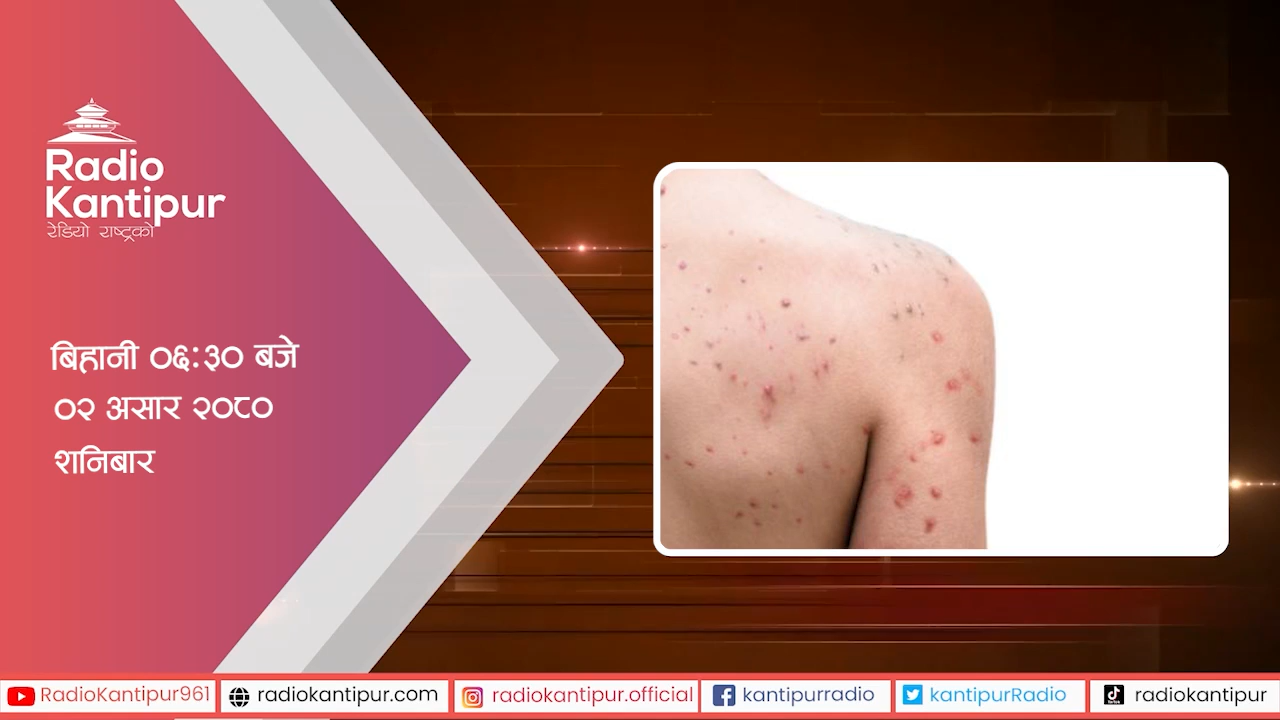 Radio
Kantipur
रेडियो राष्ट्रको
बिहानी ०६:३० बजे
०२ असार २०८०
शनिबार
RadioKantipur961
radiokantipur.com
radiokantipur.official
kantipurradio
kantipurRadio
radiokantipur